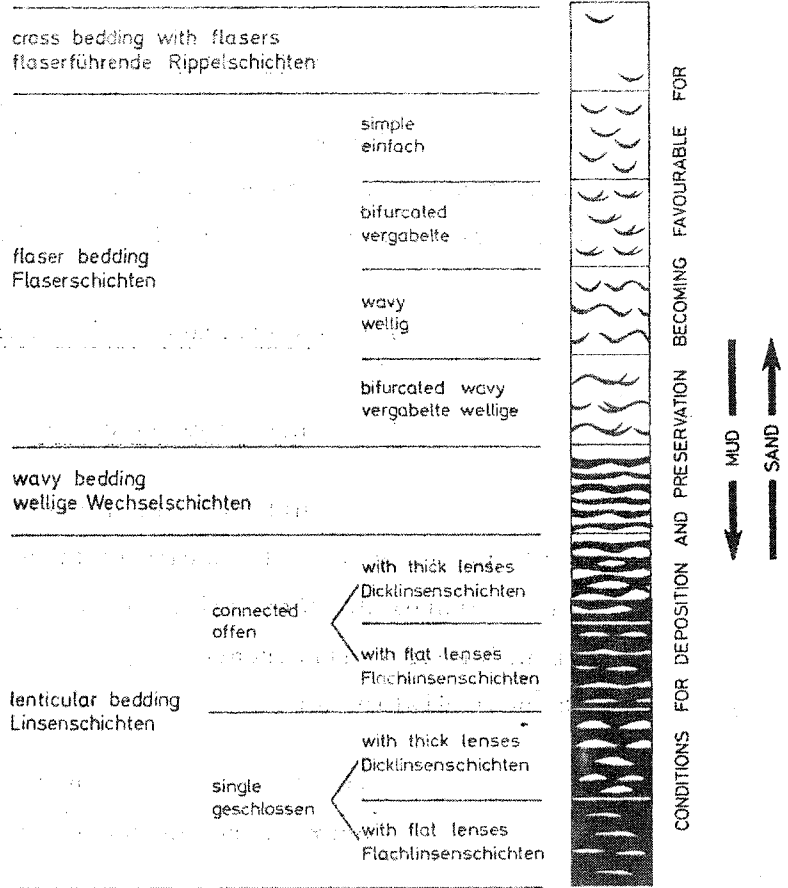 cross bedding with flasers
flaserführende Rippelschichten
flaser bedding
Flaserschichten
simple
einfach
bifurcated
vergabelte
wavy
wellig
bifurcated wavy
vergabelte wellige
wavy bedding
wellige Wechselschichten
lenticular bedding
Linsenschichten
connected
offen
with thick lenses
Dicklinsenschichten
with flat lenses
Flachlinsenschichten
single
geschlossen
with thick lenses
Dicklinsenschichten
with flat lenses
Flachlinsenschichten
CONDITIONS FOR DEPOSITION AND PRESERVATION BECOMING FAVOURABLE FOR
MUD
SAND